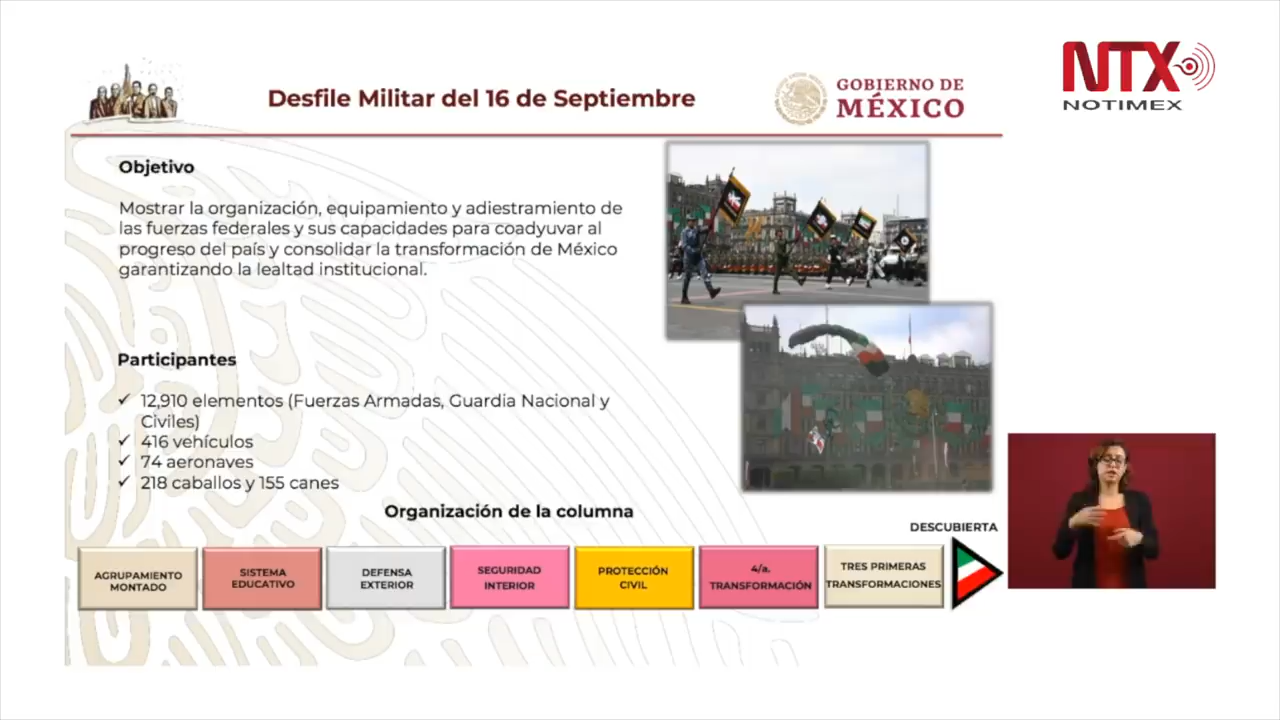 Desfile Militar del 16 de Septiembre
GOBIERNO DE
MÉXICO
NTX
NOTIMEX
Objetivo
Mostrar la organización, equipamiento y adiestramiento de
las fuerzas federales y sus capacidades para coadyuvar al
progreso del país y consolidar la transformación de México
garantizando la lealtad institucional.
Participantes
✓ 12,910 elementos (Fuerzas Armadas, Guardia Nacional y
Civiles)
✓ 416 vehículos
✓ 74 aeronaves
✓ 218 caballos y 155 canes
Organización de la columna
DESCUBIERTA
AGRUPAMIENTO
MONTADO
SISTEMA
EDUCATIVO
DEFENSA
EXTERIOR
SEGURIDAD
INTERIOR
PROTECCIÓN
CIVIL
4/a.
TRANSFORMACIÓN
TRES PRIMERAS
TRANSFORMACIONES